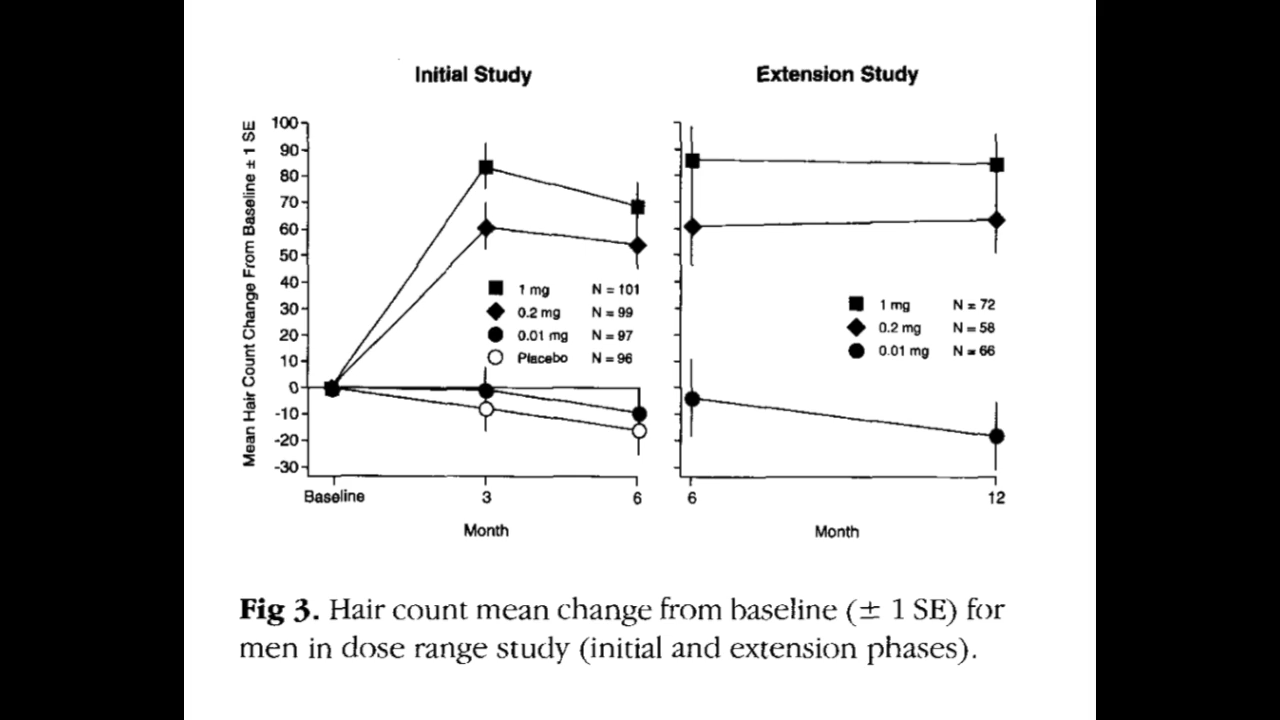 Initial Study
Extension Study
Mean Hair Count Change From Baseline ± 1 SE
100
90
80
70
60
50
40
30
20
10
0
-10
-20
-30
1 mg N = 101
0.2 mg N = 99
0.01 mg N = 97
Placebo N = 96
1 mg N = 72
0.2 mg N = 58
0.01 mg N = 66
Baseline 3 6
6 12
Month
Month
Fig 3. Hair count mean change from baseline (± 1 SE) for
men in dose range study (initial and extension phases).